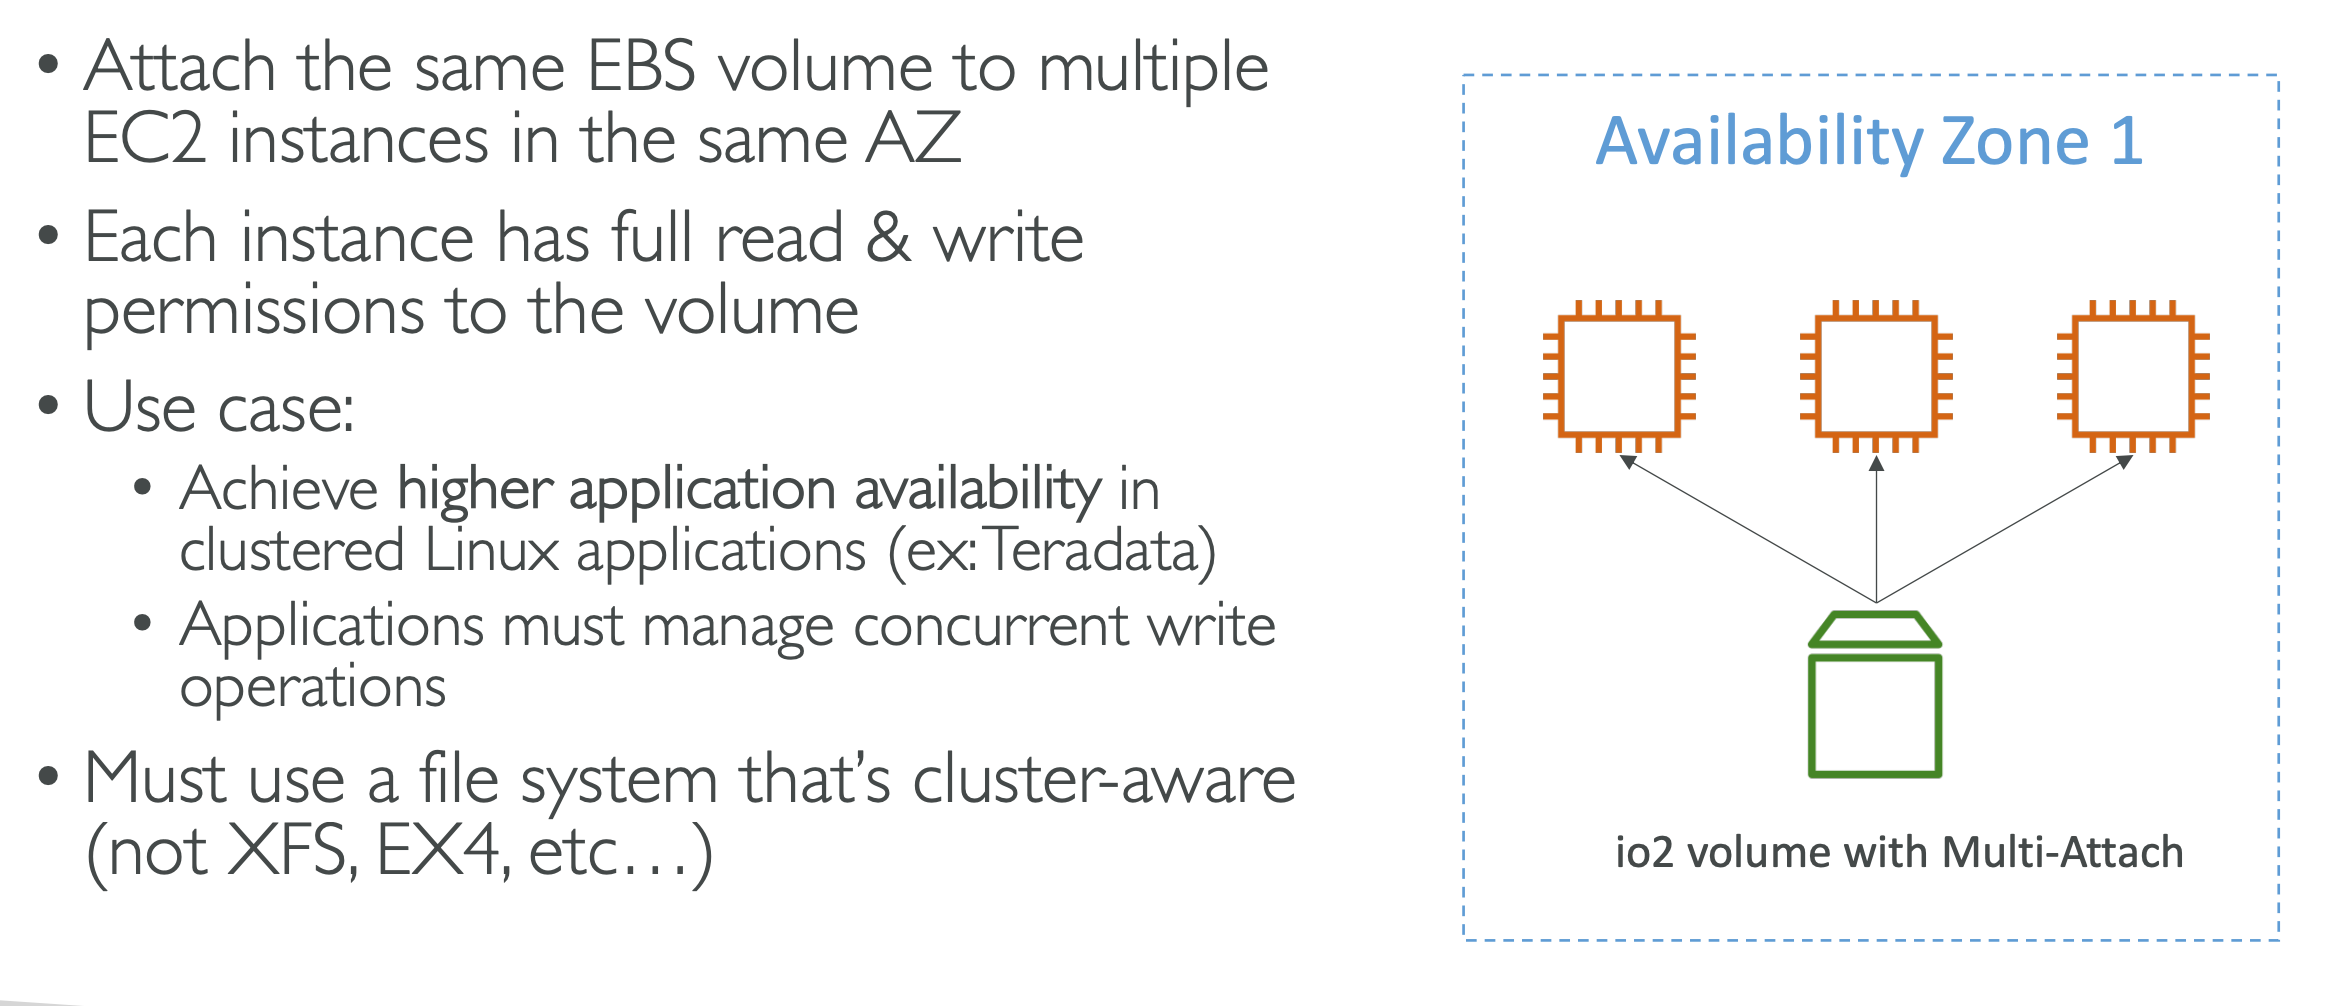 • Attach the same EBS volume to multiple
EC2 instances in the same AZ
• Each instance has full read & write
permissions to the volume
• Use case:
• Achieve higher application availability in
clustered Linux applications (ex: Teradata)
• Applications must manage concurrent write
operations
• Must use a file system that’s cluster-aware
(not XFS, EX4, etc…)
Availability Zone 1
io2 volume with Multi-Attach